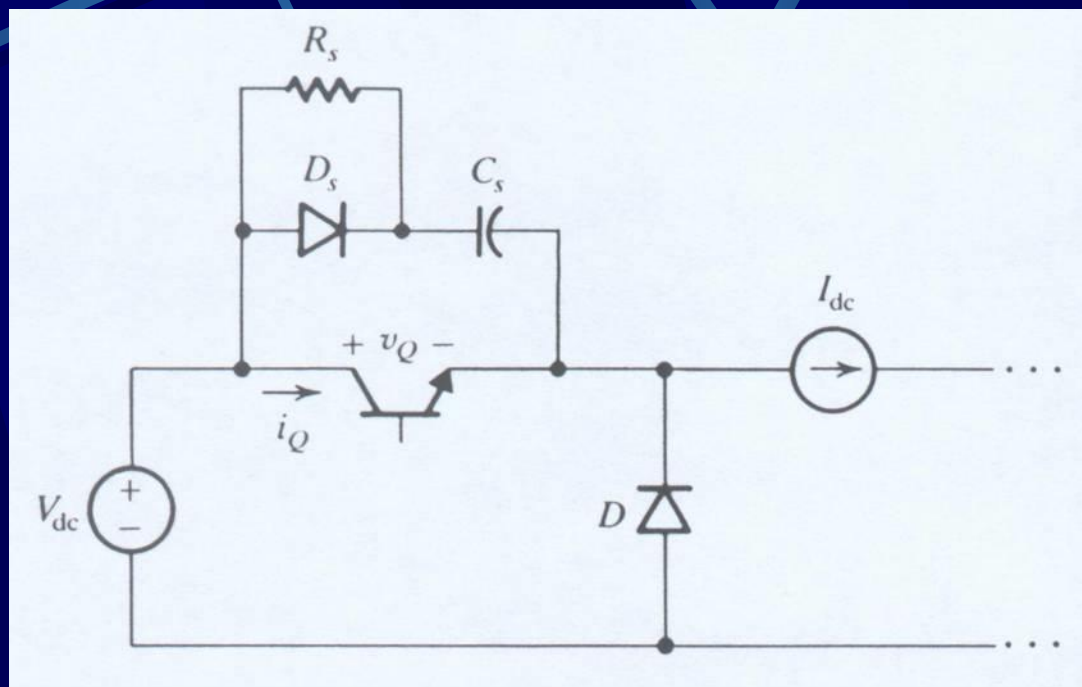 R_s
D_s
C_s
I_dc
+ v_Q −
i_Q
V_dc
+
−
D